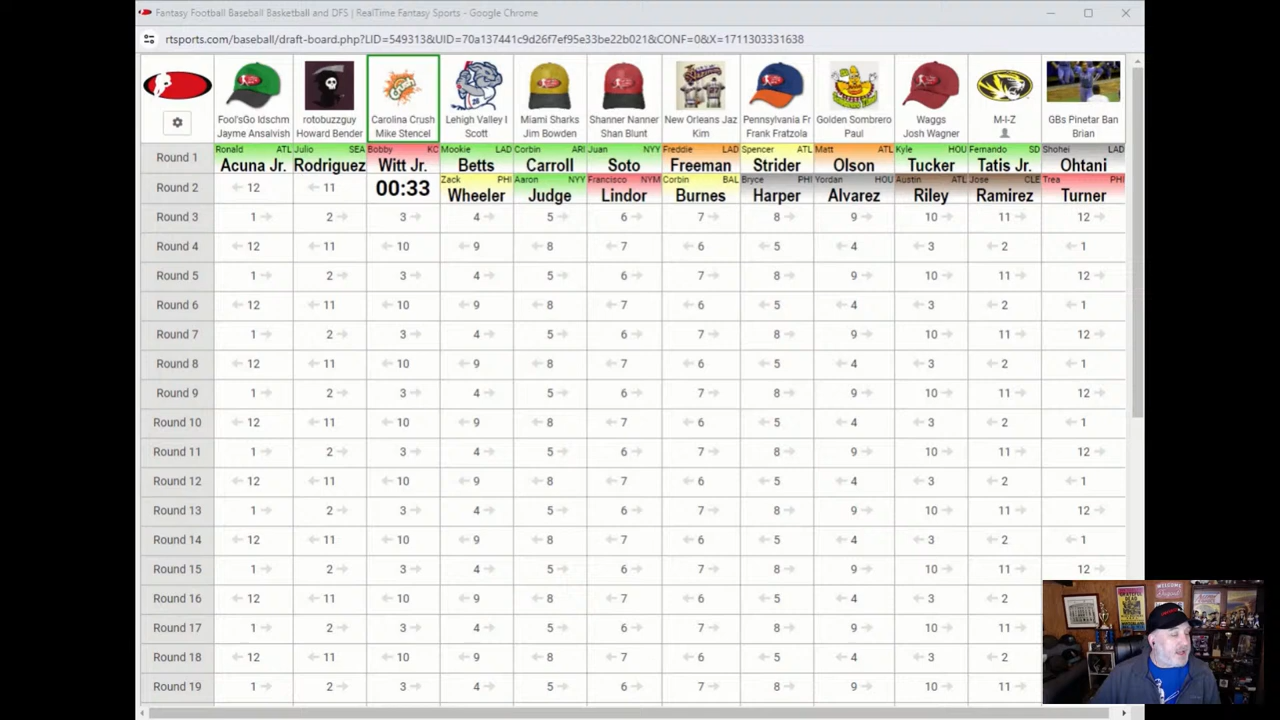 Fantasy Football Baseball Basketball and DFS | RealTime Fantasy Sports - Google Chrome
rtsports.com/baseball/draft-board.php?LID=549313&UID=70a137441c9d26f7ef95e33be22b021&CONF=0&X=1711303331638
Fool'sGo Idschm rotobuzzguy Carolina Crush Lehigh Valley I Miami Sharks Shanner Nanner New Orleans Jaz Pennsylvania Fr Golden Sombrero Waggs M-I-Z GBs Pinetar Ban
Jayme Ansalvish Howard Bender Mike Stencel Scott Jim Bowden Shan Blunt Kim Frank Fratzola Paul Josh Wagner Brian
Ronald ATL Julio SEA Bobby KC Mookie LAD Corbin ARI Juan NYY Freddie LAD Spencer ATL Matt ATL Kyle HOU Fernando SD Shohei LAD
Round 1 Acuna Jr. Rodriguez Witt Jr. Betts Carroll Soto Freeman Strider Olson Tucker Tatis Jr. Ohtani
Zack PHI Aaron NYY Francisco NYM Corbin BAL Bryce PHI Yordan HOU Austin ATL Jose CLE Trea PHI
Round 2 ← 12 ← 11 00:33 Wheeler Judge Lindor Burnes Harper Alvarez Riley Ramirez Turner
Round 3 1 → 2 → 3 → 4 → 5 → 6 → 7 → 8 → 9 → 10 → 11 → 12 →
Round 4 ← 12 ← 11 ← 10 ← 9 ← 8 ← 7 ← 6 ← 5 ← 4 ← 3 ← 2 ← 1
Round 5 1 → 2 → 3 → 4 → 5 → 6 → 7 → 8 → 9 → 10 → 11 → 12 →
Round 6 ← 12 ← 11 ← 10 ← 9 ← 8 ← 7 ← 6 ← 5 ← 4 ← 3 ← 2 ← 1
Round 7 1 → 2 → 3 → 4 → 5 → 6 → 7 → 8 → 9 → 10 → 11 → 12 →
Round 8 ← 12 ← 11 ← 10 ← 9 ← 8 ← 7 ← 6 ← 5 ← 4 ← 3 ← 2 ← 1
Round 9 1 → 2 → 3 → 4 → 5 → 6 → 7 → 8 → 9 → 10 → 11 → 12 →
Round 10 ← 12 ← 11 ← 10 ← 9 ← 8 ← 7 ← 6 ← 5 ← 4 ← 3 ← 2 ← 1
Round 11 1 → 2 → 3 → 4 → 5 → 6 → 7 → 8 → 9 → 10 → 11 → 12 →
Round 12 ← 12 ← 11 ← 10 ← 9 ← 8 ← 7 ← 6 ← 5 ← 4 ← 3 ← 2 ← 1
Round 13 1 → 2 → 3 → 4 → 5 → 6 → 7 → 8 → 9 → 10 → 11 → 12 →
Round 14 ← 12 ← 11 ← 10 ← 9 ← 8 ← 7 ← 6 ← 5 ← 4 ← 3 ← 2 ← 1
Round 15 1 → 2 → 3 → 4 → 5 → 6 → 7 → 8 → 9 → 10 → 11 → 12 →
Round 16 ← 12 ← 11 ← 10 ← 9 ← 8 ← 7 ← 6 ← 5 ← 4 ← 3 ← 2
Round 17 1 → 2 → 3 → 4 → 5 → 6 → 7 → 8 → 9 → 10 → 11 →
Round 18 ← 12 ← 11 ← 10 ← 9 ← 8 ← 7 ← 6 ← 5 ← 4 ← 3 ← 2
Round 19 1 → 2 → 3 → 4 → 5 → 6 → 7 → 8 → 9 → 10 → 11 →